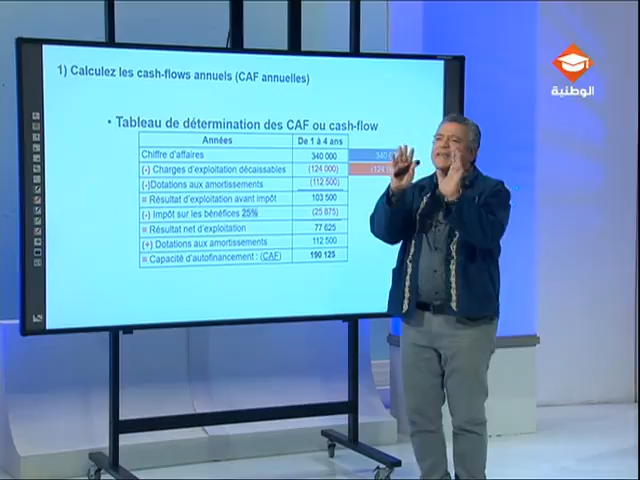 الوطنية
1) Calculez les cash-flows annuels (CAF annuelles)
• Tableau de détermination des CAF ou cash-flow
Années De 1 à 4 ans
Chiffre d'affaires 340 000
(-) Charges d'exploitation décaissables (124 000)
(-)Dotations aux amortissements (112 500)
= Résultat d'exploitation avant impôt 103 500
(-) Impôt sur les bénéfices 25% (25 875)
= Résultat net d'exploitation 77 625
(+) Dotations aux amortissements 112 500
= Capacité d'autofinancement : (CAF) 190 125